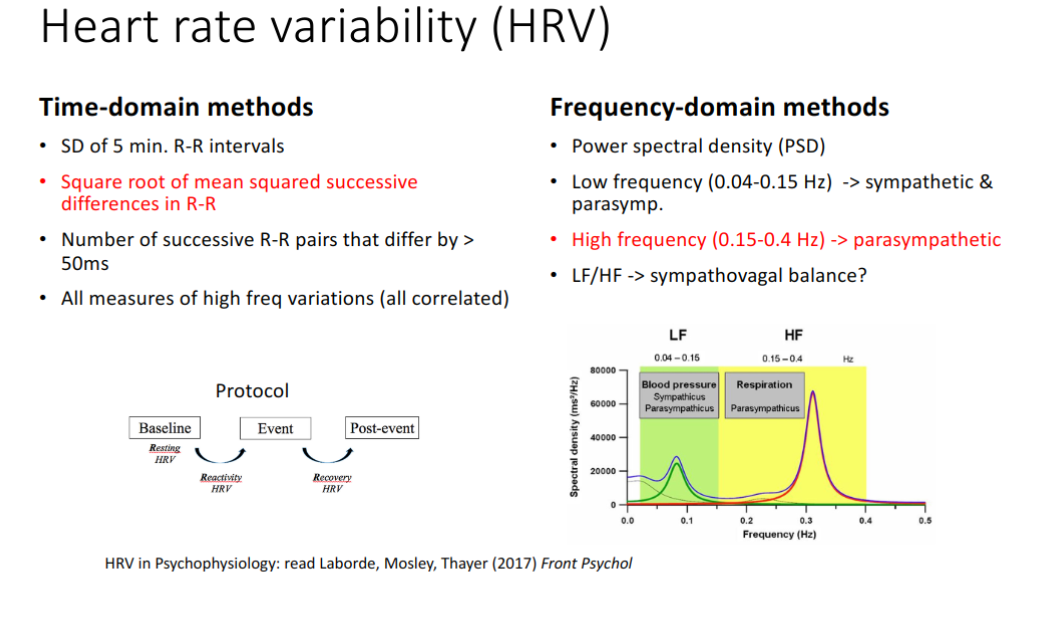 Heart rate variability (HRV)
Time-domain methods
• SD of 5 min. R-R intervals
• Square root of mean squared successive
differences in R-R
• Number of successive R-R pairs that differ by >
50ms
• All measures of high freq variations (all correlated)
Frequency-domain methods
• Power spectral density (PSD)
• Low frequency (0.04-0.15 Hz) -> sympathetic &
parasymp.
• High frequency (0.15-0.4 Hz) -> parasympathetic
• LF/HF -> sympathovagal balance?
Protocol
Baseline
Event
Post-event
Resting
HRV
Reactivity
HRV
Recovery
HRV
LF
HF
0.04 – 0.15
0.15 – 0.4
Hz
Blood pressure
Sympathicus
Parasympathicus
Respiration
Parasympathicus
Spectral density (ms²/Hz)
80000
60000
40000
20000
0
0.0
0.1
0.2
0.3
0.4
0.5
Frequency (Hz)
HRV in Psychophysiology: read Laborde, Mosley, Thayer (2017) Front Psychol